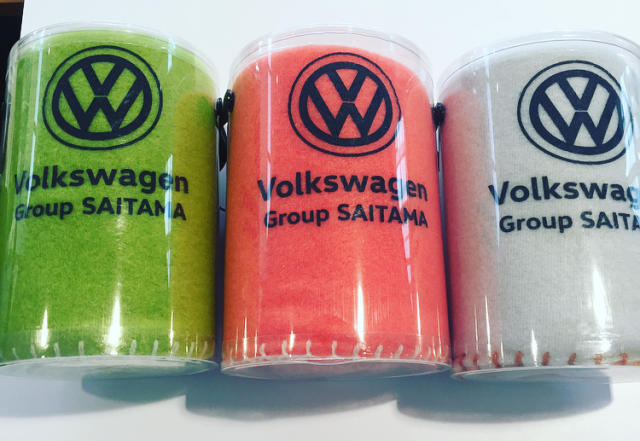 VW
Volkswagen
Group SAITAMA
VW
Volkswagen
Group SAITAMA
VW
Volkswag
Group SAITA